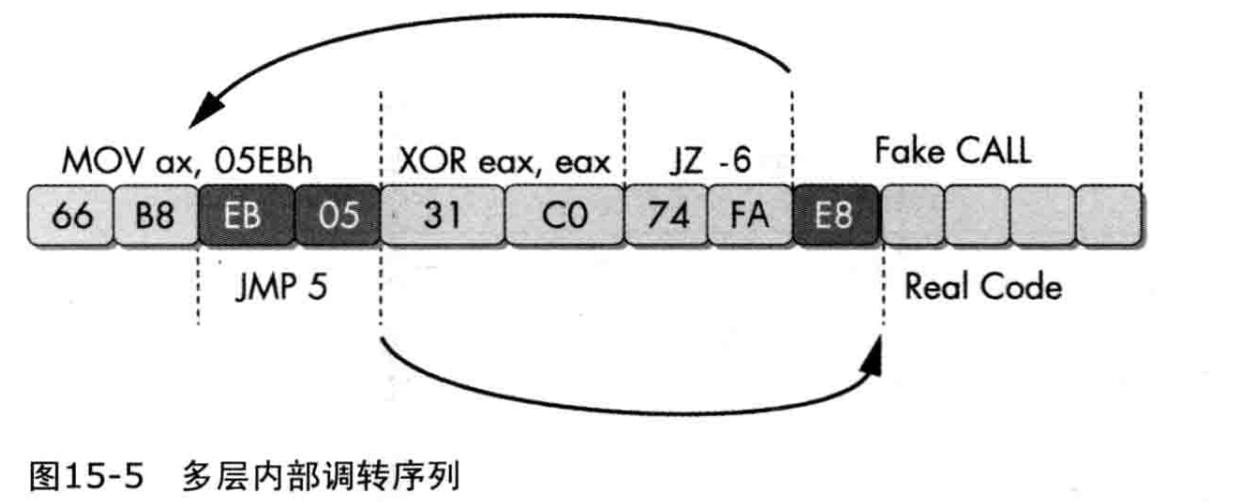 MOV ax, 05EBh XOR eax, eax JZ -6 Fake CALL
66 B8 EB 05 31 C0 74 FA E8
JMP 5 Real Code
图15-5 多层内部调转序列